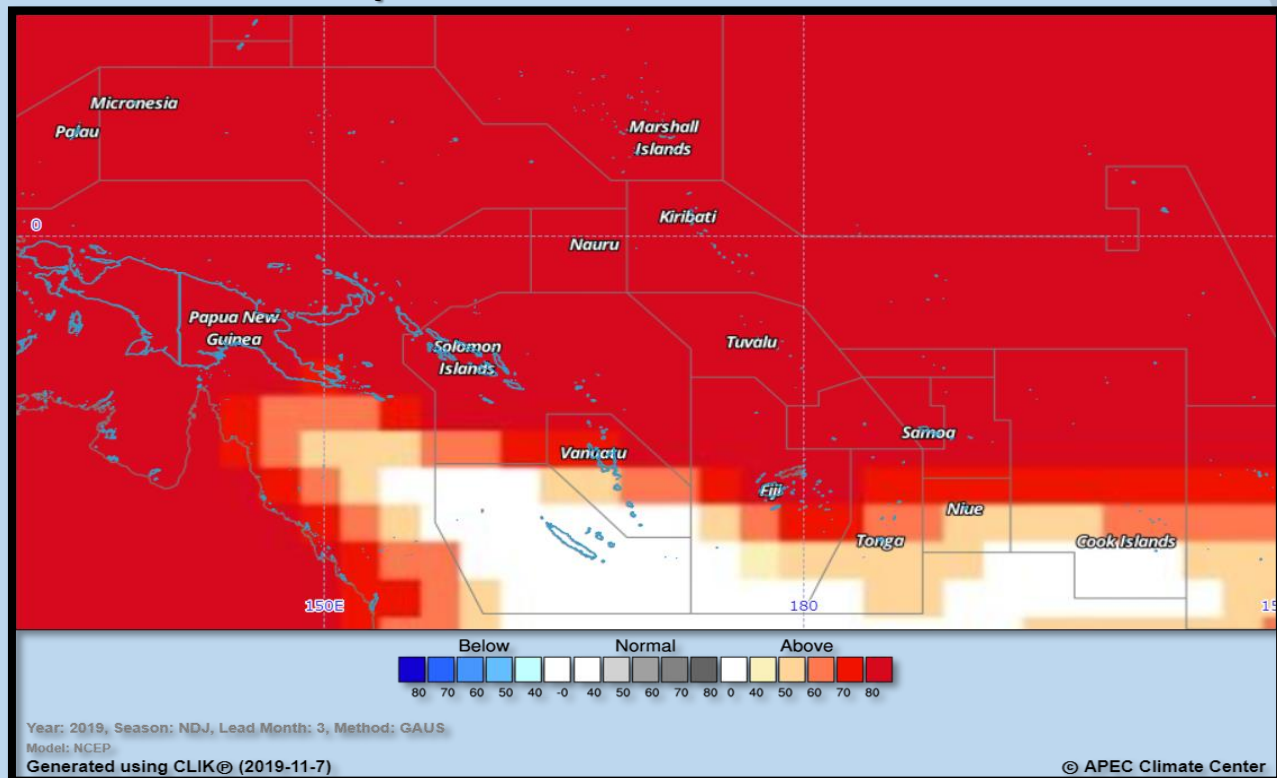 Micronesia
Palau
Marshall
Islands
0
Kiribati
Nauru
Papua New
Guinea
Solomon
Islands
Tuvalu
Samoa
Vanuatu
Fiji
Niue
Tonga
Cook Islands
150E
180
Below Normal Above
80 70 60 50 40 -0 40 50 60 70 80 0 40 50 60 70 80
Year: 2019, Season: NDJ, Lead Month: 3, Method: GAUS
Model: NCEP
Generated using CLIK℗ (2019-11-7)
© APEC Climate Center